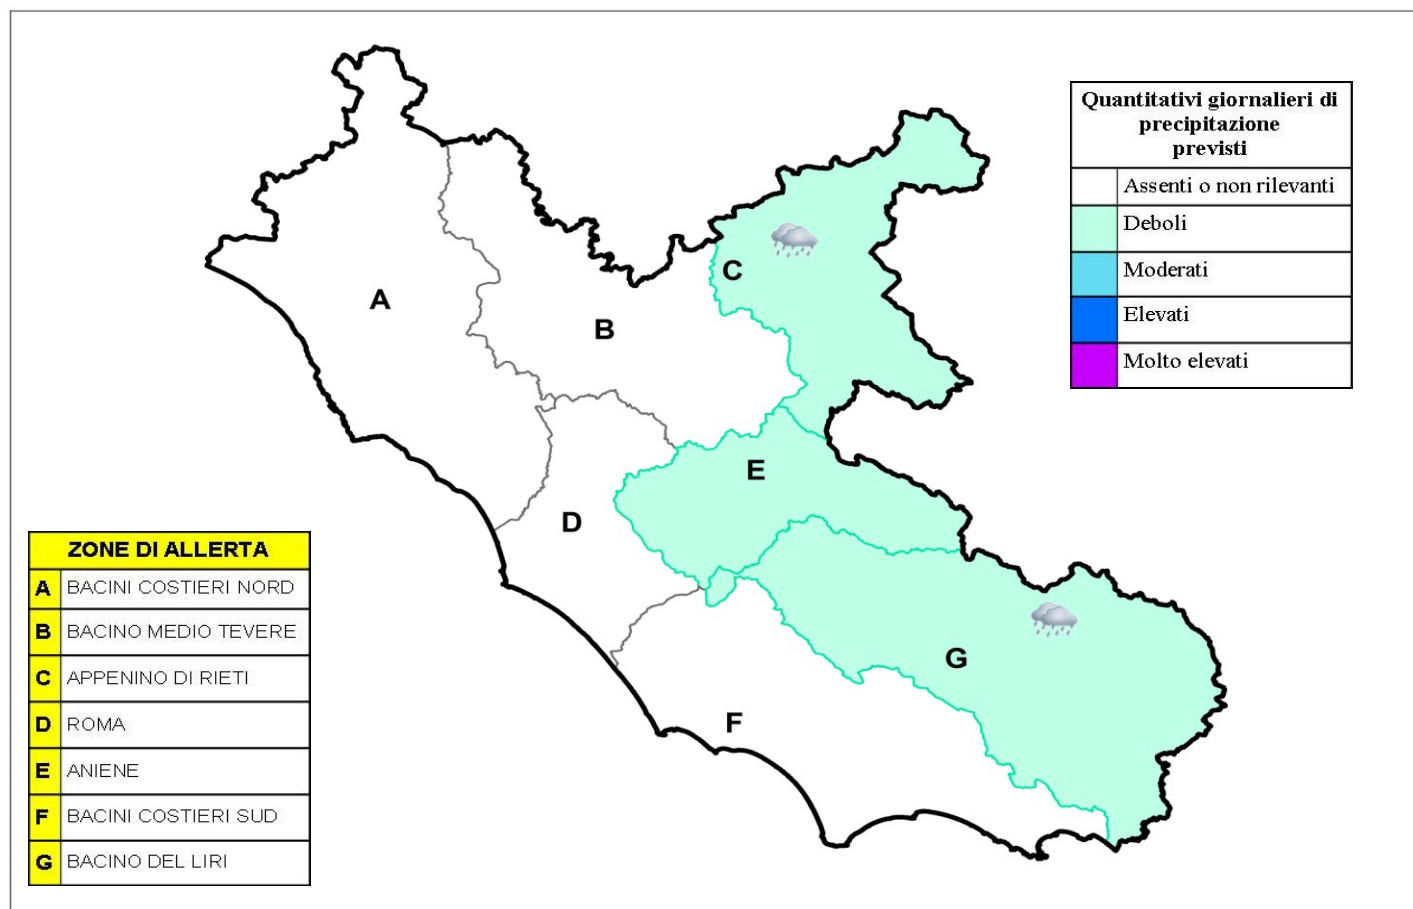 Quantitativi giornalieri di
precipitazione
previsti
Assenti o non rilevanti
Deboli
Moderati
Elevati
Molto elevati
A
B
C
D
E
F
G
ZONE DI ALLERTA
A BACINI COSTIERI NORD
B BACINO MEDIO TEVERE
C APPENINO DI RIETI
D ROMA
E ANIENE
F BACINI COSTIERI SUD
G BACINO DEL LIRI